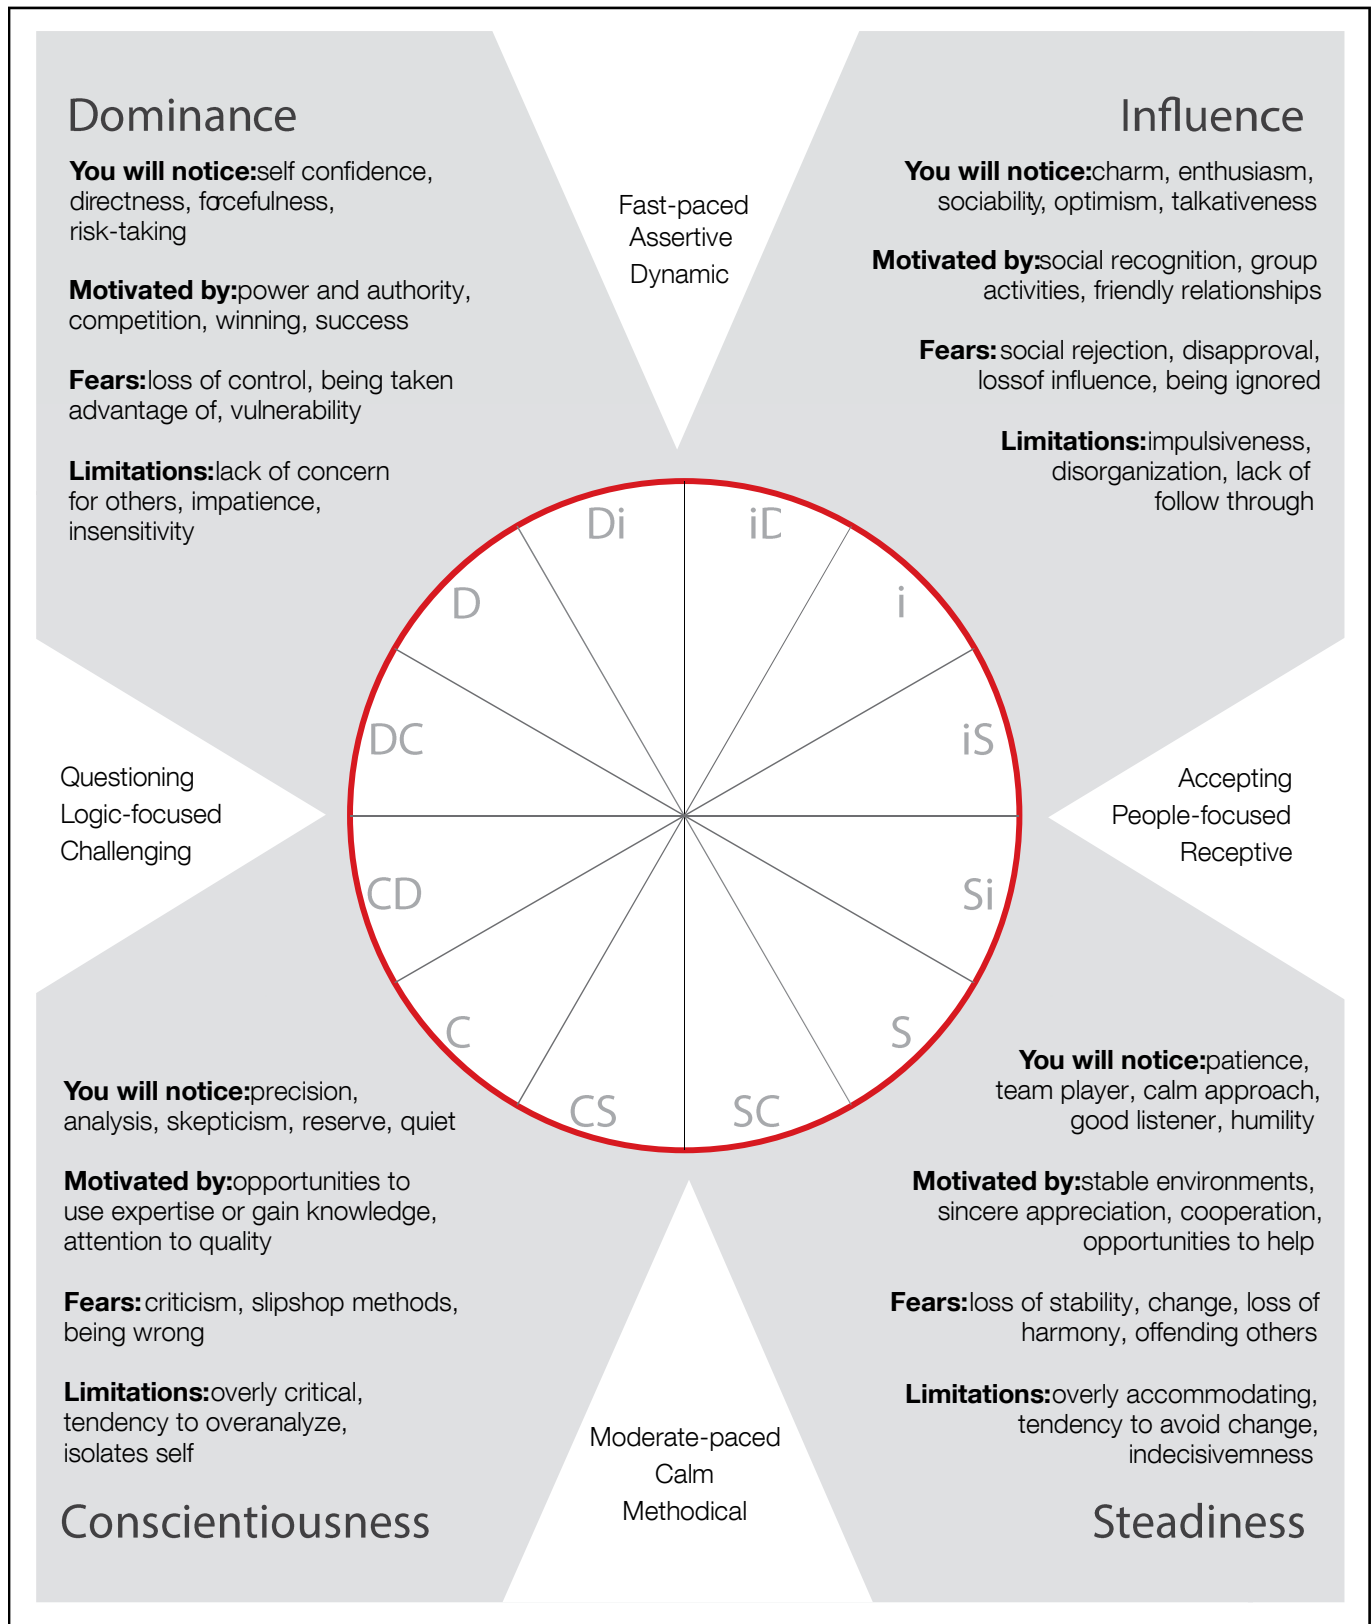 Dominance
You will notice:self confidence,
directness, forcefulness,
risk-taking
Motivated by:power and authority,
competition, winning, success
Fears:loss of control, being taken
advantage of, vulnerability
Limitations:lack of concern
for others, impatience,
insensitivity
Fast-paced
Assertive
Dynamic
Influence
You will notice:charm, enthusiasm,
sociability, optimism, talkativeness
Motivated by:social recognition, group
activities, friendly relationships
Fears:social rejection, disapproval,
lossof influence, being ignored
Limitations:impulsiveness,
disorganization, lack of
follow through
Di
iD
D
i
DC
iS
Questioning
Logic-focused
Challenging
Accepting
People-focused
Receptive
CD
Si
C
S
CS
SC
You will notice:precision,
analysis, skepticism, reserve, quiet
Motivated by:opportunities to
use expertise or gain knowledge,
attention to quality
Fears:criticism, slipshop methods,
being wrong
Limitations:overly critical,
tendency to overanalyze,
isolates self
Conscientiousness
Moderate-paced
Calm
Methodical
You will notice:patience,
team player, calm approach,
good listener, humility
Motivated by:stable environments,
sincere appreciation, cooperation,
opportunities to help
Fears:loss of stability, change, loss of
harmony, offending others
Limitations:overly accommodating,
tendency to avoid change,
indecisivemness
Steadiness